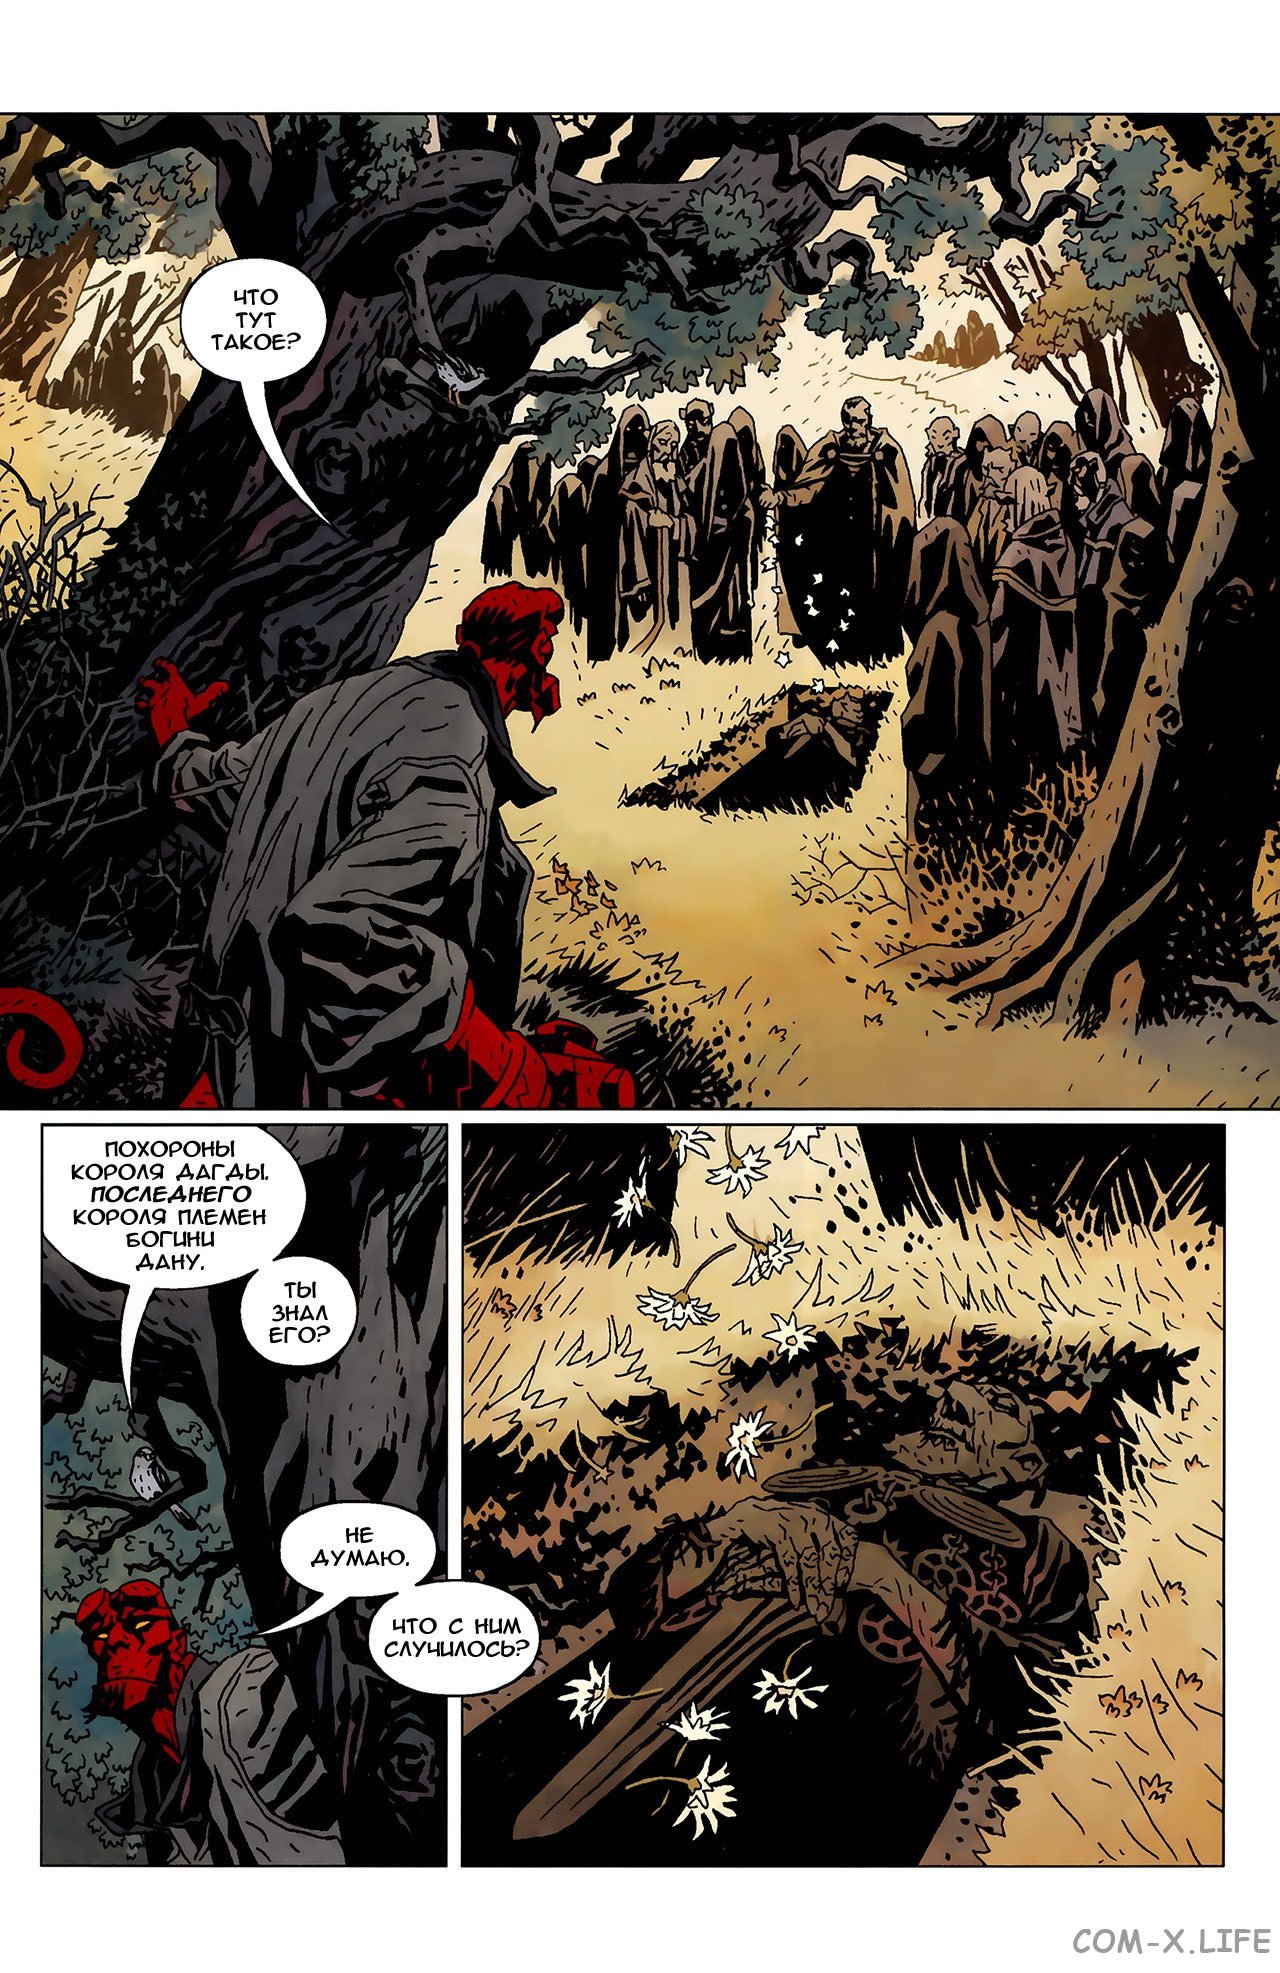 ЧТО
ТУТ
ТАКОЕ?
ПОХОРОНЫ
КОРОЛЯ ДАГДЫ.
ПОСЛЕДНЕГО
КОРОЛЯ ПЛЕМЕН
БОГИНИ
ДАНУ.
ТЫ
ЗНАЛ
ЕГО?
НЕ
ДУМАЮ.
ЧТО С НИМ
СЛУЧИЛОСЬ?
COM-X.LIFE